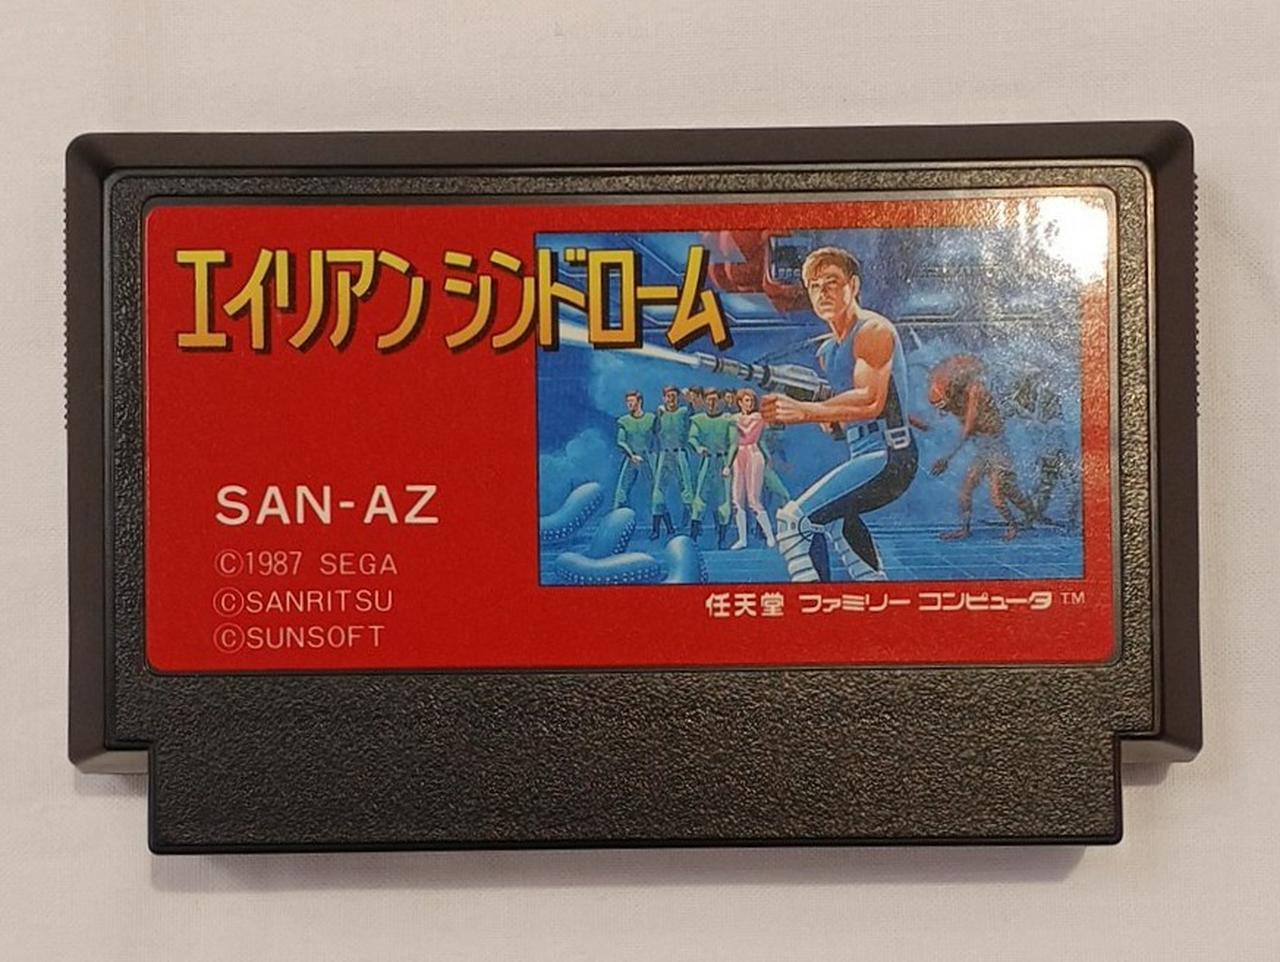 エイリアンシンドローム
SAN-AZ
©1987 SEGA
©SANRITSU
©SUNSOFT
任天堂 ファミリー コンピュータ TM